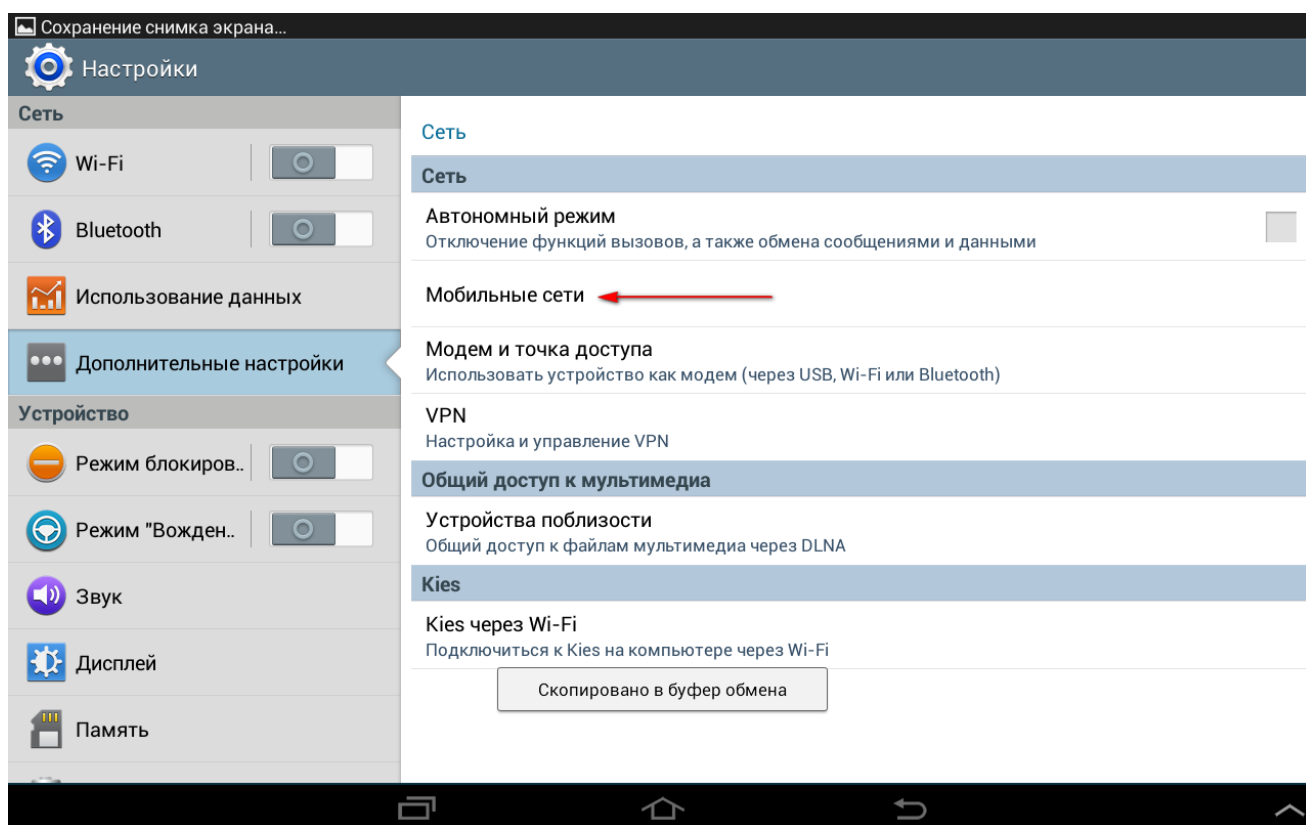 Сохранение снимка экрана...
Настройки
Сеть
Wi-Fi
Bluetooth
Использование данных
Дополнительные настройки
Устройство
Режим блокиров..
Режим "Вожден..
Звук
Дисплей
Память
Сеть
Сеть
Автономный режим
Отключение функций вызовов, а также обмена сообщениями и данными
Мобильные сети
Модем и точка доступа
Использовать устройство как модем (через USB, Wi-Fi или Bluetooth)
VPN
Настройка и управление VPN
Общий доступ к мультимедиа
Устройства поблизости
Общий доступ к файлам мультимедиа через DLNA
Kies
Kies через Wi-Fi
Подключиться к Kies на компьютере через Wi-Fi
Скопировано в буфер обмена